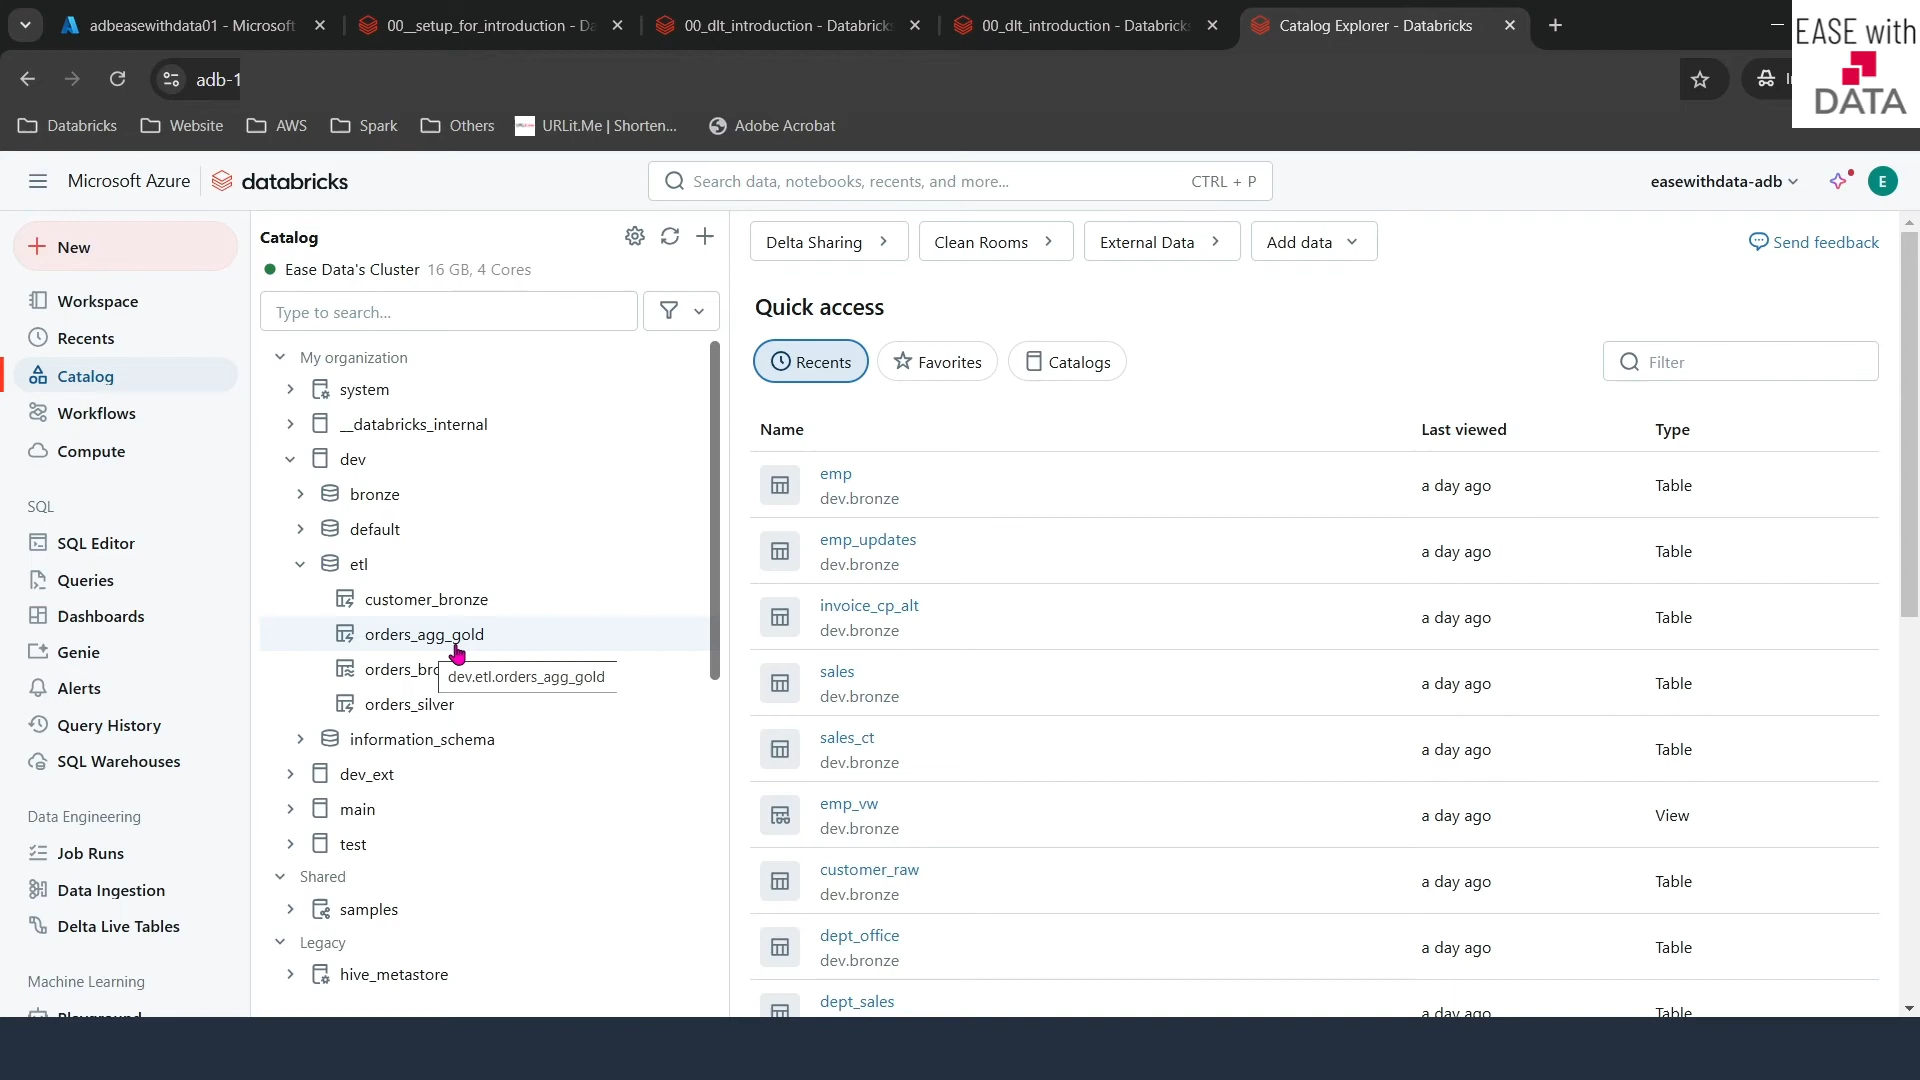 adbeasewithdata01 - Microsoft
00__setup_for_introduction - Da
00_dlt_introduction - Databricks
00_dlt_introduction - Databricks
Catalog Explorer - Databricks
EASE with
DATA
adb-1
Databricks
Website
AWS
Spark
Others
URLit.Me | Shorten...
Adobe Acrobat
Microsoft Azure
databricks
Search data, notebooks, recents, and more...
CTRL + P
easewithdata-adb
E
New
Workspace
Recents
Catalog
Workflows
Compute
SQL
SQL Editor
Queries
Dashboards
Genie
Alerts
Query History
SQL Warehouses
Data Engineering
Job Runs
Data Ingestion
Delta Live Tables
Machine Learning
Playground
Catalog
Ease Data's Cluster 16 GB, 4 Cores
Type to search...
My organization
system
__databricks_internal
dev
bronze
default
etl
customer_bronze
orders_agg_gold
orders_bro
dev.etl.orders_agg_gold
orders_silver
information_schema
dev_ext
main
test
Shared
samples
Legacy
hive_metastore
Delta Sharing
Clean Rooms
External Data
Add data
Send feedback
Quick access
Recents
Favorites
Catalogs
Filter
Name Last viewed Type
emp
dev.bronze
a day ago Table
emp_updates
dev.bronze
a day ago Table
invoice_cp_alt
dev.bronze
a day ago Table
sales
dev.bronze
a day ago Table
sales_ct
dev.bronze
a day ago Table
emp_vw
dev.bronze
a day ago View
customer_raw
dev.bronze
a day ago Table
dept_office
dev.bronze
a day ago Table
dept_sales
a day ago Table